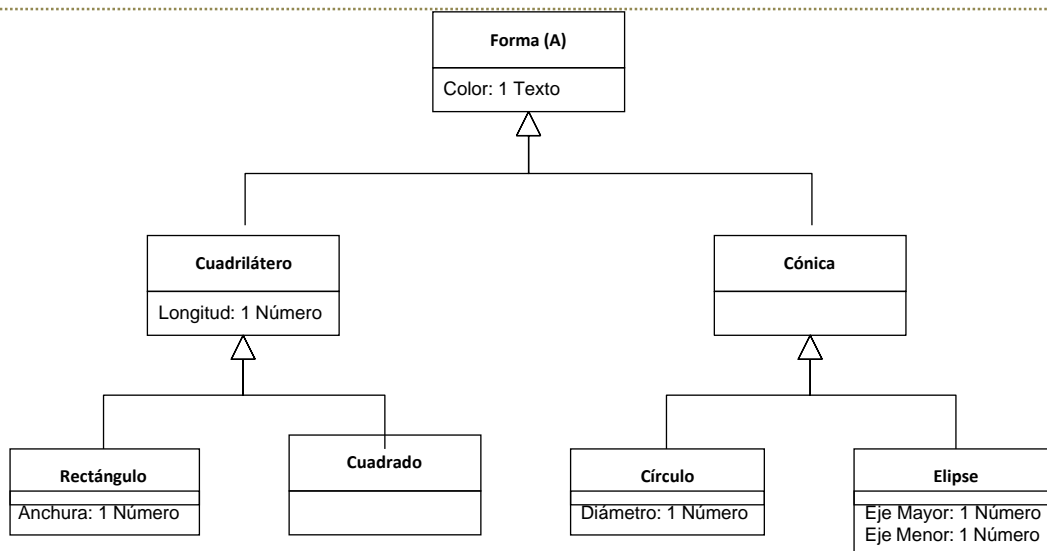 Forma (A)
Color: 1 Texto
Cuadrilátero
Longitud: 1 Número
Cónica
Rectángulo
Anchura: 1 Número
Cuadrado
Círculo
Diámetro: 1 Número
Elipse
Eje Mayor: 1 Número
Eje Menor: 1 Número